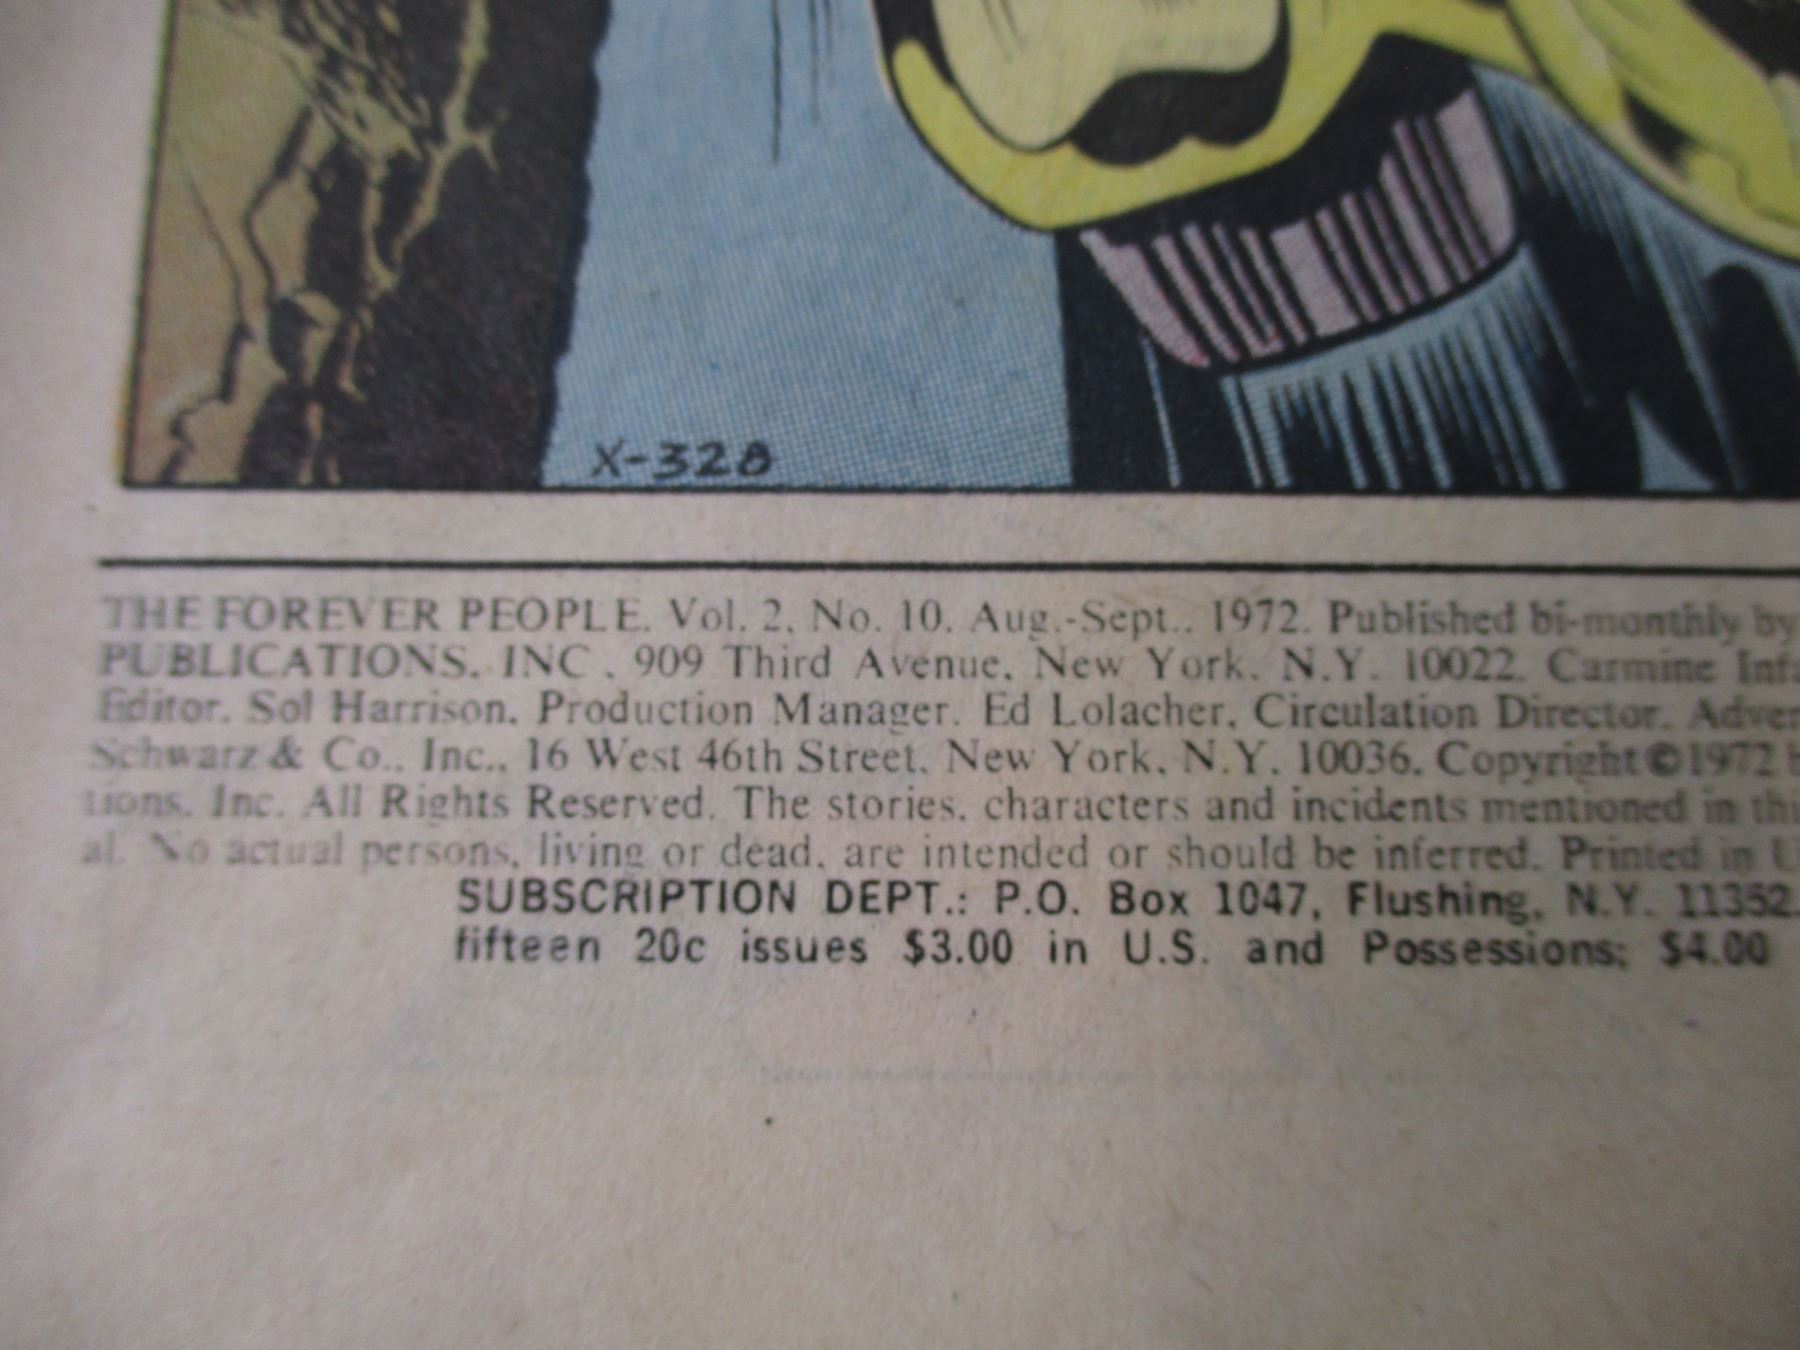 X-328
THE FOREVER PEOPLE. Vol. 2, No. 10. Aug.-Sept., 1972. Published bi-monthly by
PUBLICATIONS, INC., 909 Third Avenue, New York, N.Y. 10022. Carmine
Editor. Sol Harrison, Production Manager. Ed Lolacher, Circulation Director.
Schwarz & Co., Inc., 16 West 46th Street, New York, N.Y. 10036. Copyright © 1972
tions, Inc. All Rights Reserved. The stories, characters and incidents mentioned in
al. No actual persons, living or dead, are intended or should be inferred. Printed in
SUBSCRIPTION DEPT.: P.O. Box 1047, Flushing, N.Y. 11352.
fifteen 20c issues $3.00 in U.S. and Possessions; $4.00